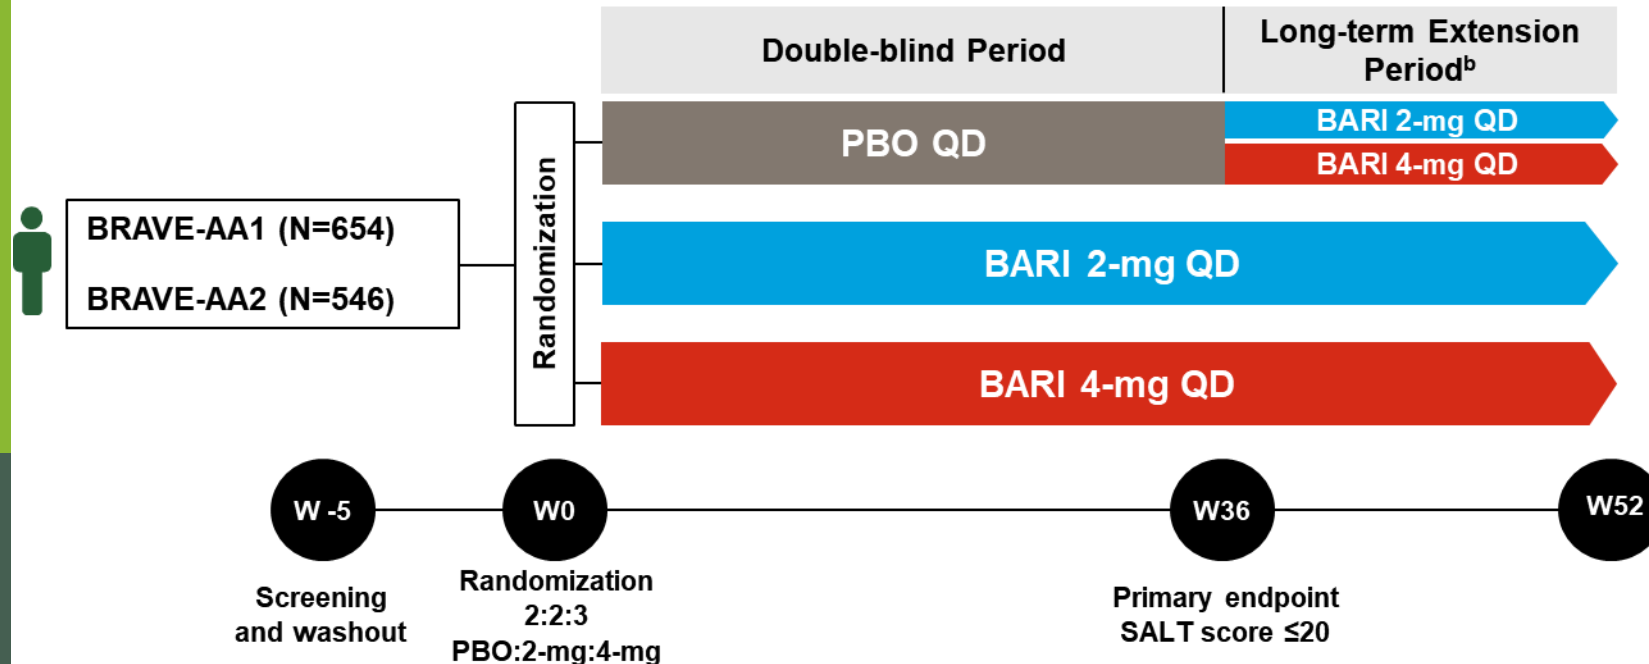 Double-blind Period
Long-term Extension
Periodᵇ
PBO QD
BARI 2-mg QD
BARI 4-mg QD
Randomization
BRAVE-AA1 (N=654)
BRAVE-AA2 (N=546)
BARI 2-mg QD
BARI 4-mg QD
W -5
W0
W36
W52
Screening
and washout
Randomization
2:2:3
PBO:2-mg:4-mg
Primary endpoint
SALT score ≤20